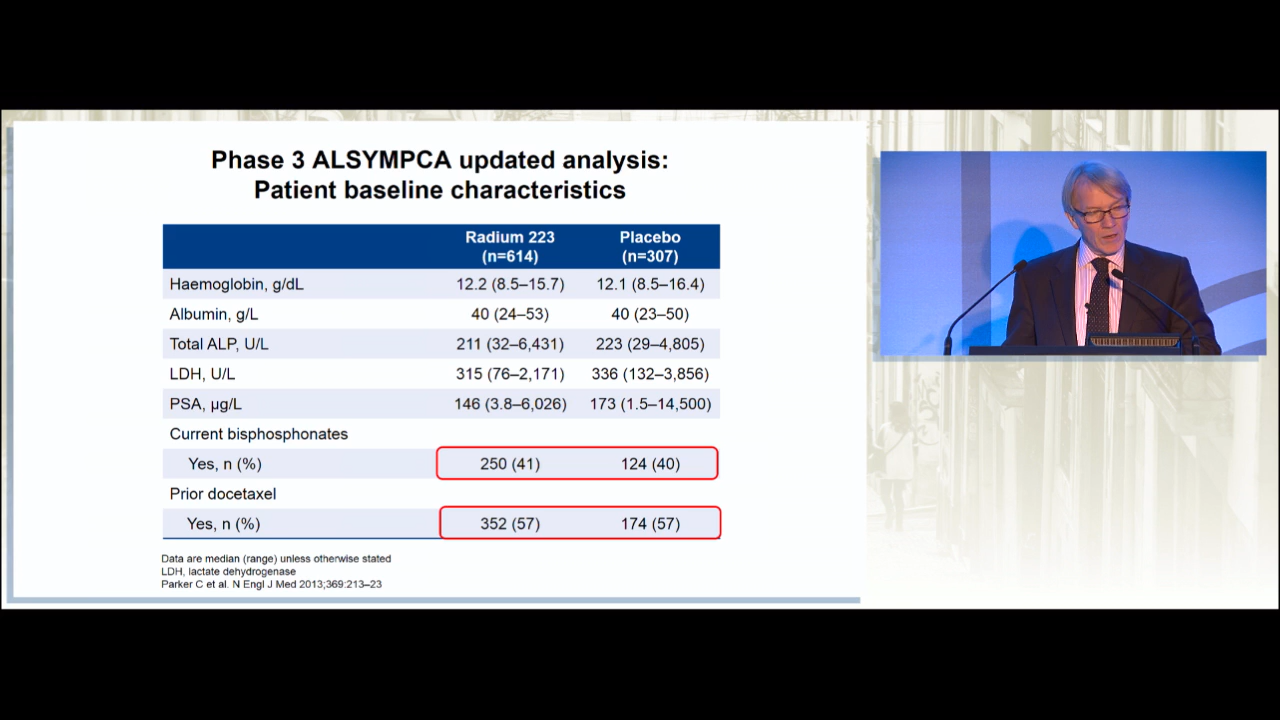 Phase 3 ALSYMPCA updated analysis:
Patient baseline characteristics
Radium 223 Placebo
(n=614) (n=307)
Haemoglobin, g/dL 12.2 (8.5–15.7) 12.1 (8.5–16.4)
Albumin, g/L 40 (24–53) 40 (23–50)
Total ALP, U/L 211 (32–6,431) 223 (29–4,805)
LDH, U/L 315 (76–2,171) 336 (132–3,856)
PSA, µg/L 146 (3.8–6,026) 173 (1.5–14,500)
Current bisphosphonates
Yes, n (%) 250 (41) 124 (40)
Prior docetaxel
Yes, n (%) 352 (57) 174 (57)
Data are median (range) unless otherwise stated
LDH, lactate dehydrogenase
Parker C et al. N Engl J Med 2013;369:213–23